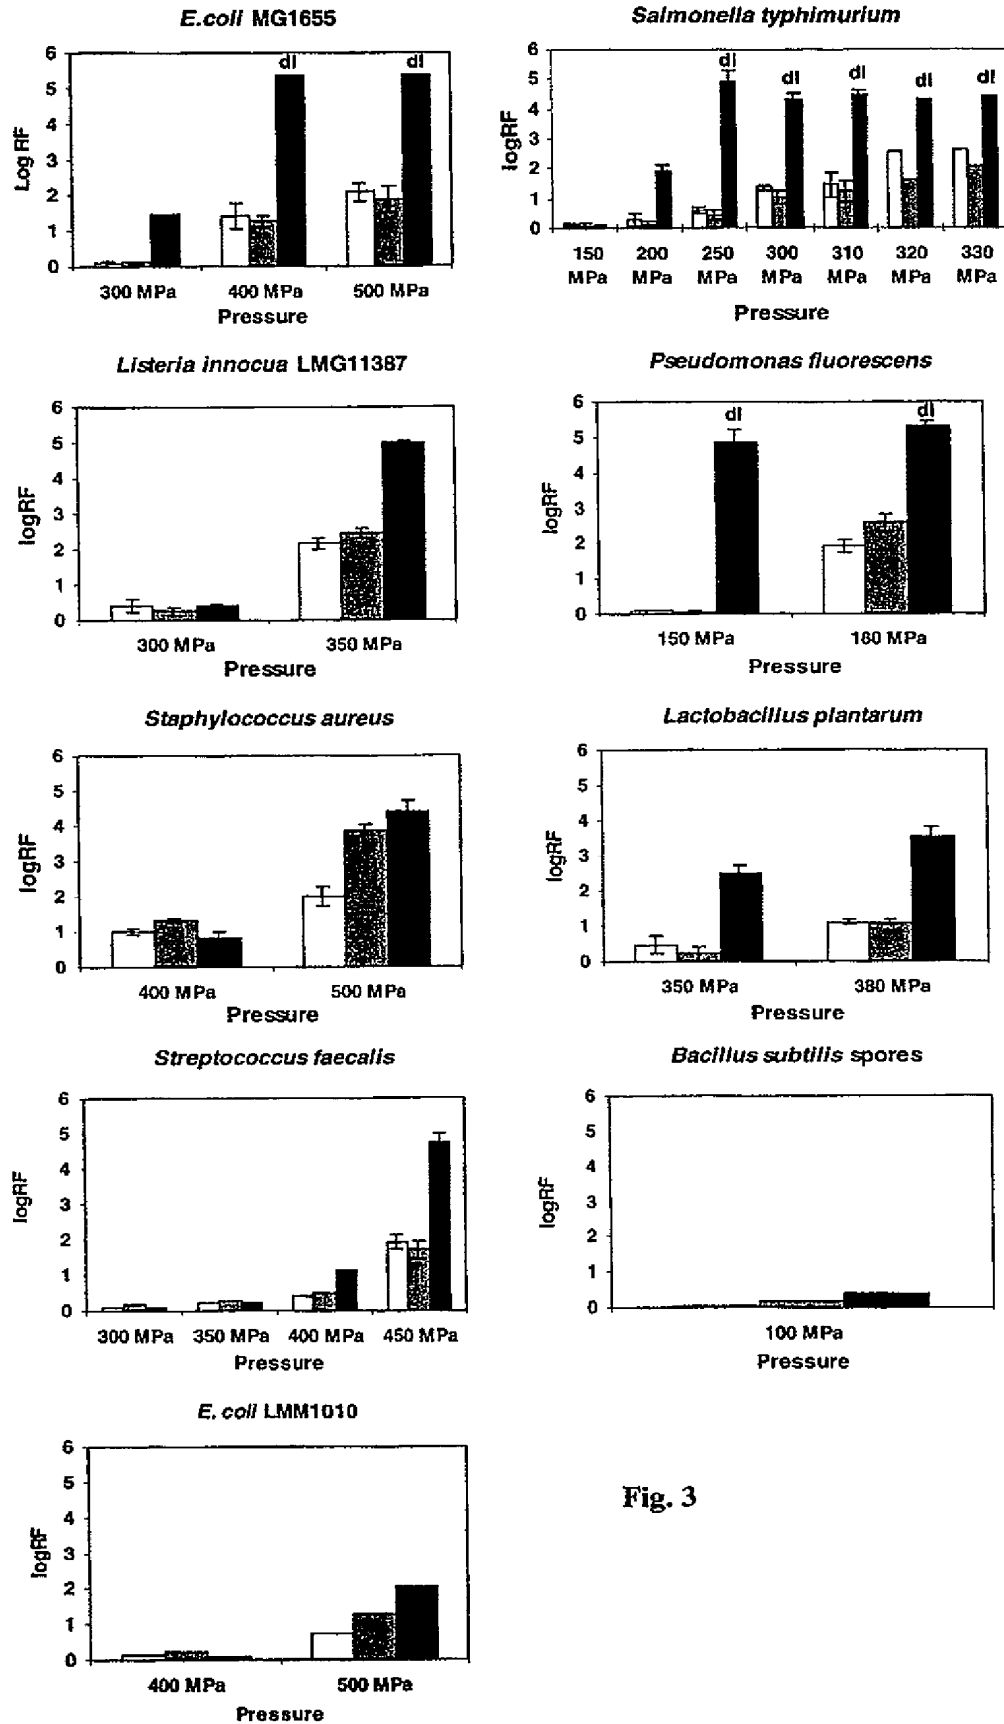 E.coli MG1655
6
5
4
3
2
1
0
Log RF
dl
dl
300 MPa 400 MPa 500 MPa
Pressure
Salmonella typhimurium
6
5
4
3
2
1
0
logRF
dl
dl
dl
dl
dl
150 200 250 300 310 320 330
MPa MPa MPa MPa MPa MPa MPa
Pressure
Listeria innocua LMG11387
6
5
4
3
2
1
0
logRF
300 MPa 350 MPa
Pressure
Pseudomonas fluorescens
6
5
4
3
2
1
0
logRF
dl
dl
150 MPa 180 MPa
Pressure
Staphylococcus aureus
6
5
4
3
2
1
0
logRF
400 MPa 500 MPa
Pressure
Lactobacillus plantarum
6
5
4
3
2
1
0
logRF
350 MPa 380 MPa
Pressure
Streptococcus faecalis
6
5
4
3
2
1
0
logRF
300 MPa 350 MPa 400 MPa 450 MPa
Pressure
Bacillus subtilis spores
6
5
4
3
2
1
0
logRF
100 MPa
Pressure
E. coli LMM1010
6
5
4
3
2
1
0
logRF
400 MPa 500 MPa
Pressure
Fig. 3